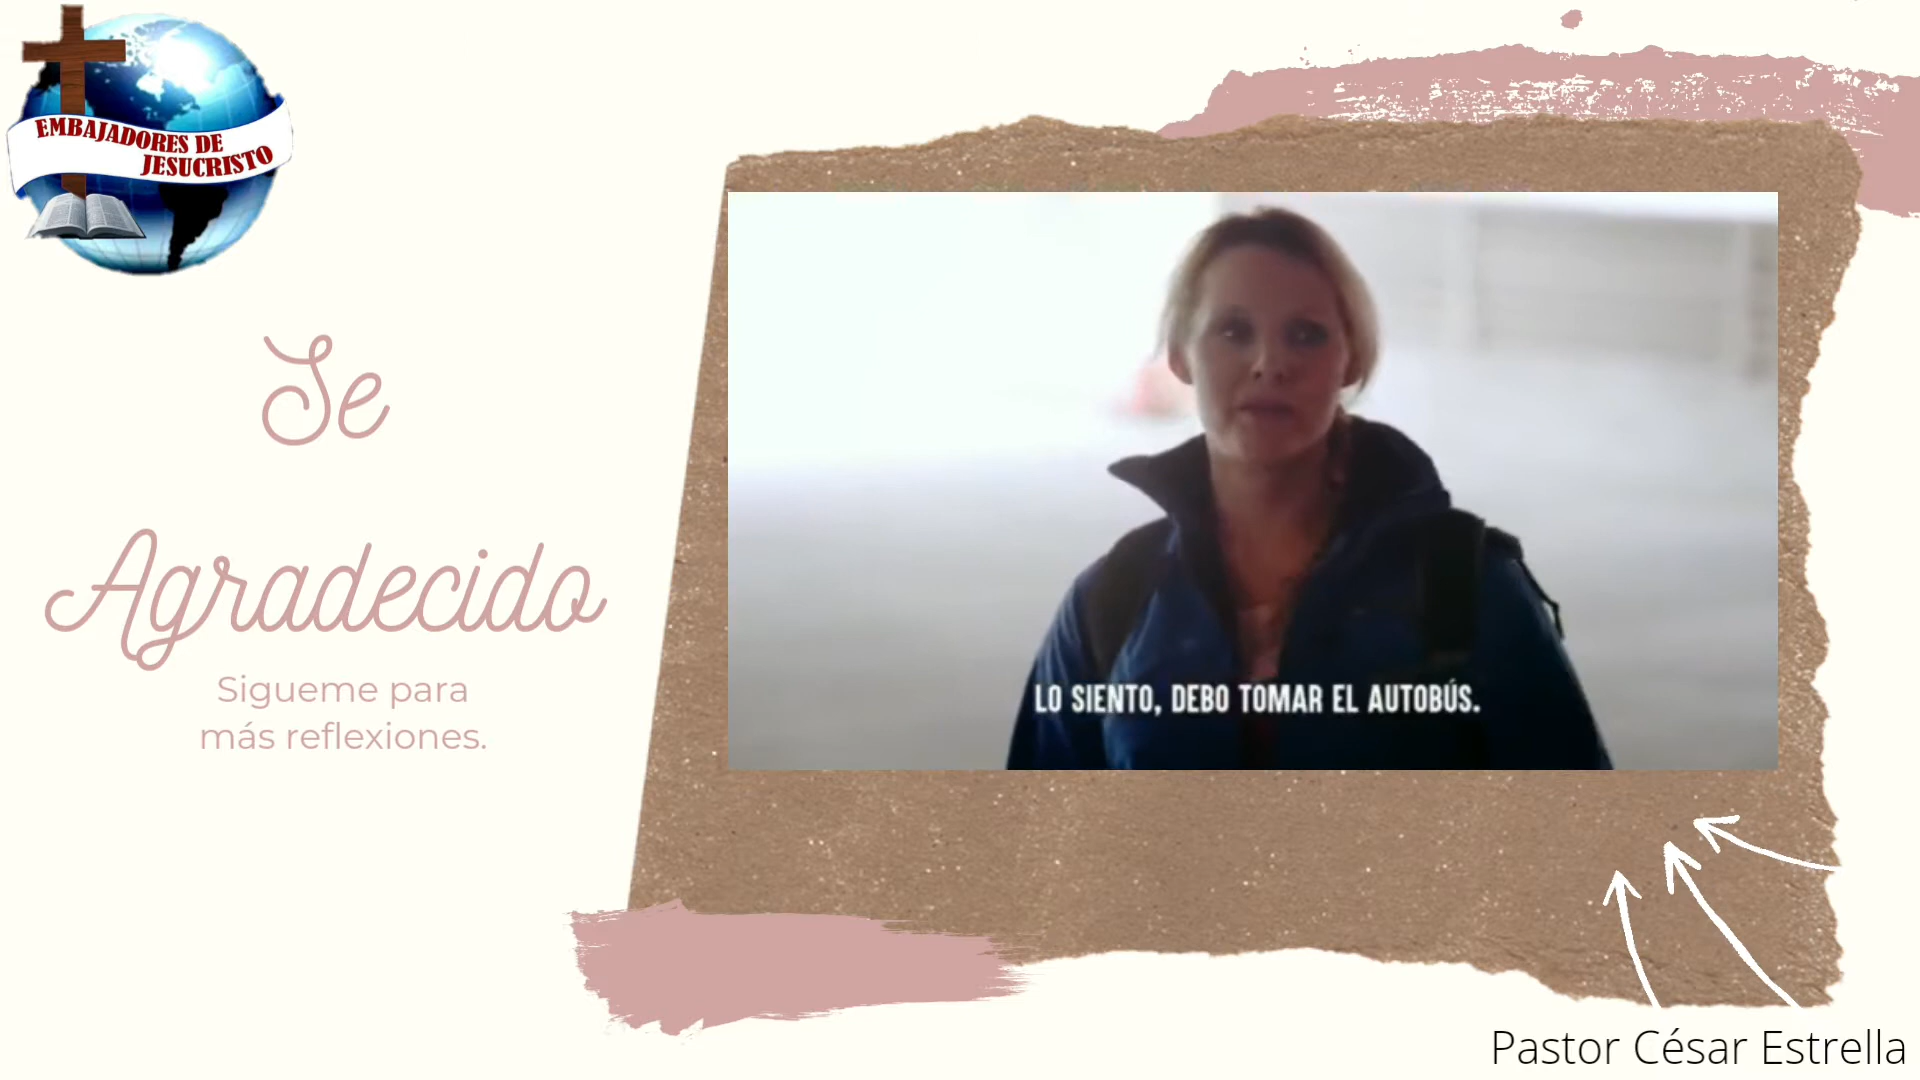 EMBAJADORES DE
JESUCRISTO
Se
Agradecido
Sigueme para
más reflexiones.
LO SIENTO, DEBO TOMAR EL AUTOBÚS.
Pastor César Estrella